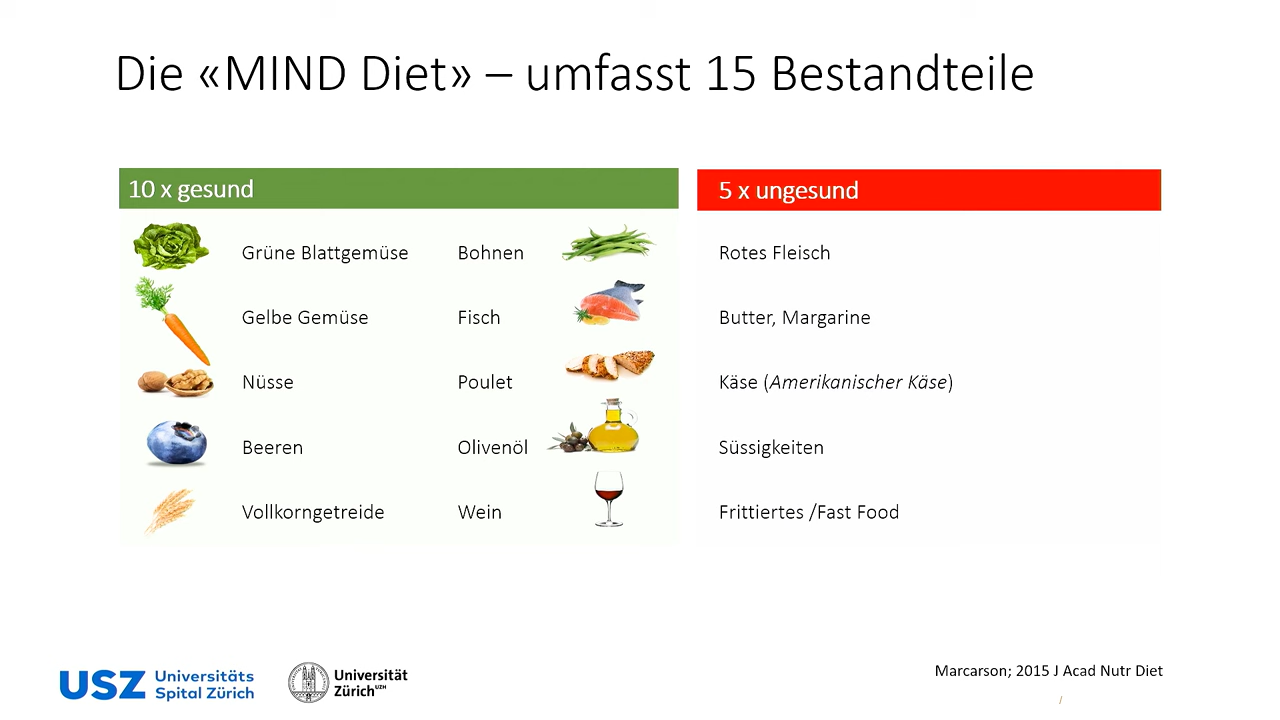 Die «MIND Diet» – umfasst 15 Bestandteile
10 x gesund
Grüne Blattgemüse
Gelbe Gemüse
Nüsse
Beeren
Vollkorngetreide
Bohnen
Fisch
Poulet
Olivenöl
Wein
5 x ungesund
Rotes Fleisch
Butter, Margarine
Käse (Amerikanischer Käse)
Süssigkeiten
Frittiertes /Fast Food
USZ Universitäts
Spital Zürich
Universität
Zürich UZH
Marcarson; 2015 J Acad Nutr Diet
/